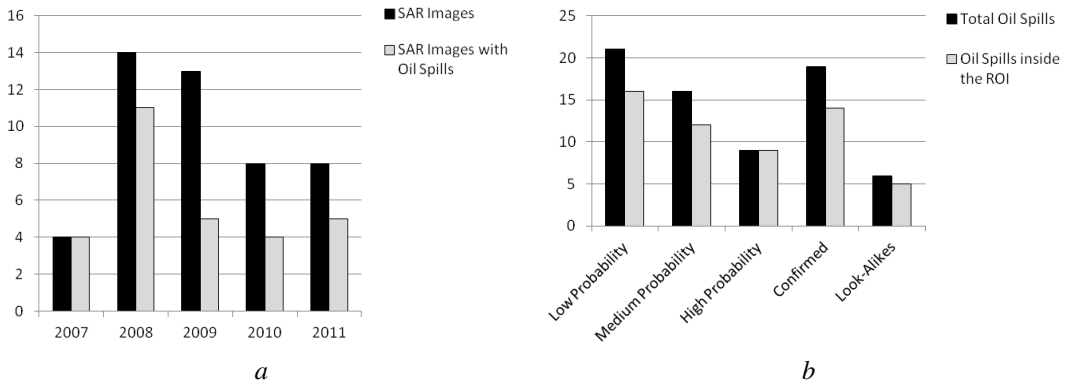 16
14
12
10
8
6
4
2
0
2007 2008 2009 2010 2011
SAR Images
SAR Images with
Oil Spills
a
25
20
15
10
5
0
Low Probability
Medium Probability
High Probability
Confirmed
Look-Alikes
Total Oil Spills
Oil Spills inside
the ROI
b